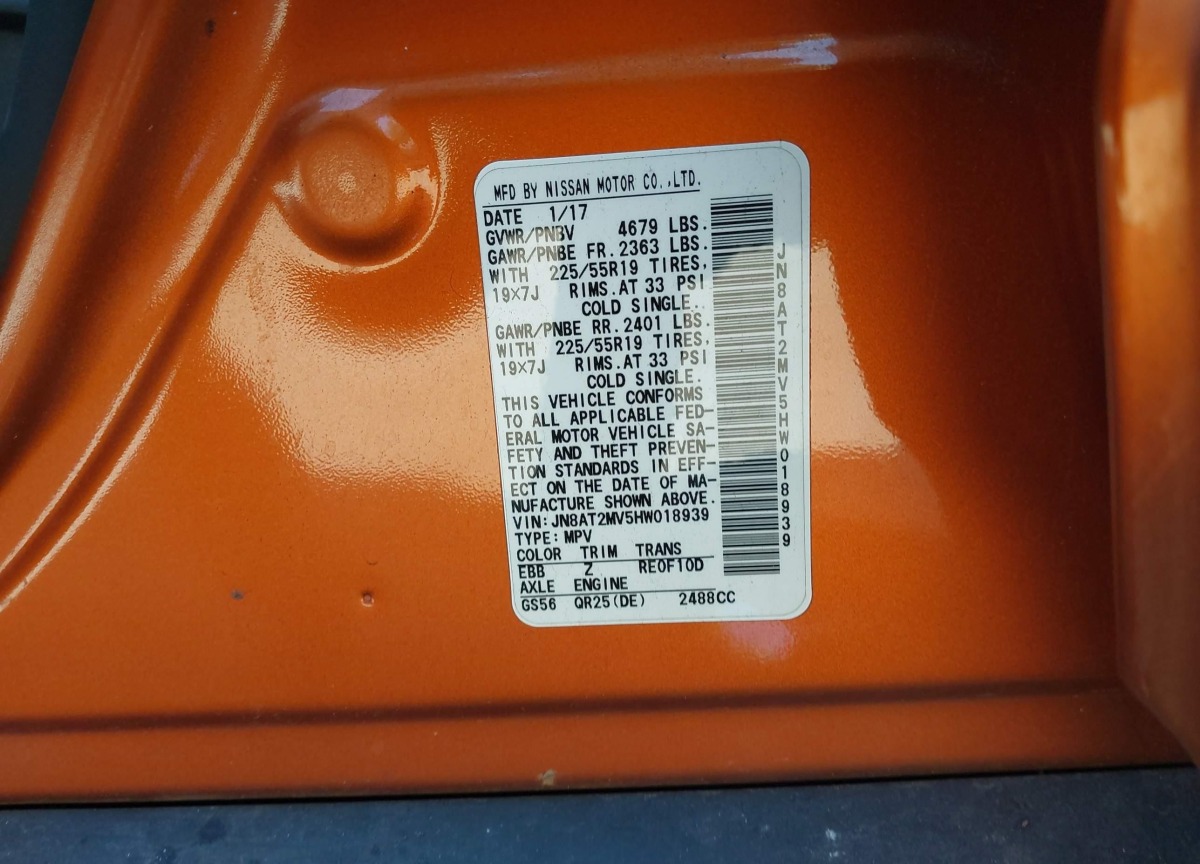 MFD BY NISSAN MOTOR CO.,LTD.
DATE 1/17
GVWR/PNBV 4679 LBS.
GAWR/PNBE FR. 2363 LBS.
WITH 225/55R19 TIRES,
19×7J RIMS. AT 33 PSI
COLD SINGLE.
GAWR/PNBE RR. 2401 LBS.
WITH 225/55R19 TIRES,
19×7J RIMS. AT 33 PSI
COLD SINGLE.
THIS VEHICLE CONFORMS
TO ALL APPLICABLE FED-
ERAL MOTOR VEHICLE SA-
FETY AND THEFT PREVEN-
TION STANDARDS IN EFF-
ECT ON THE DATE OF MA-
NUFACTURE SHOWN ABOVE.
VIN: JN8AT2MV5HW018939
TYPE: MPV
COLOR TRIM TRANS
EBB Z RE0F10D
AXLE ENGINE
GS56 QR25(DE) 2488CC
JN8AT2MV5HW018939